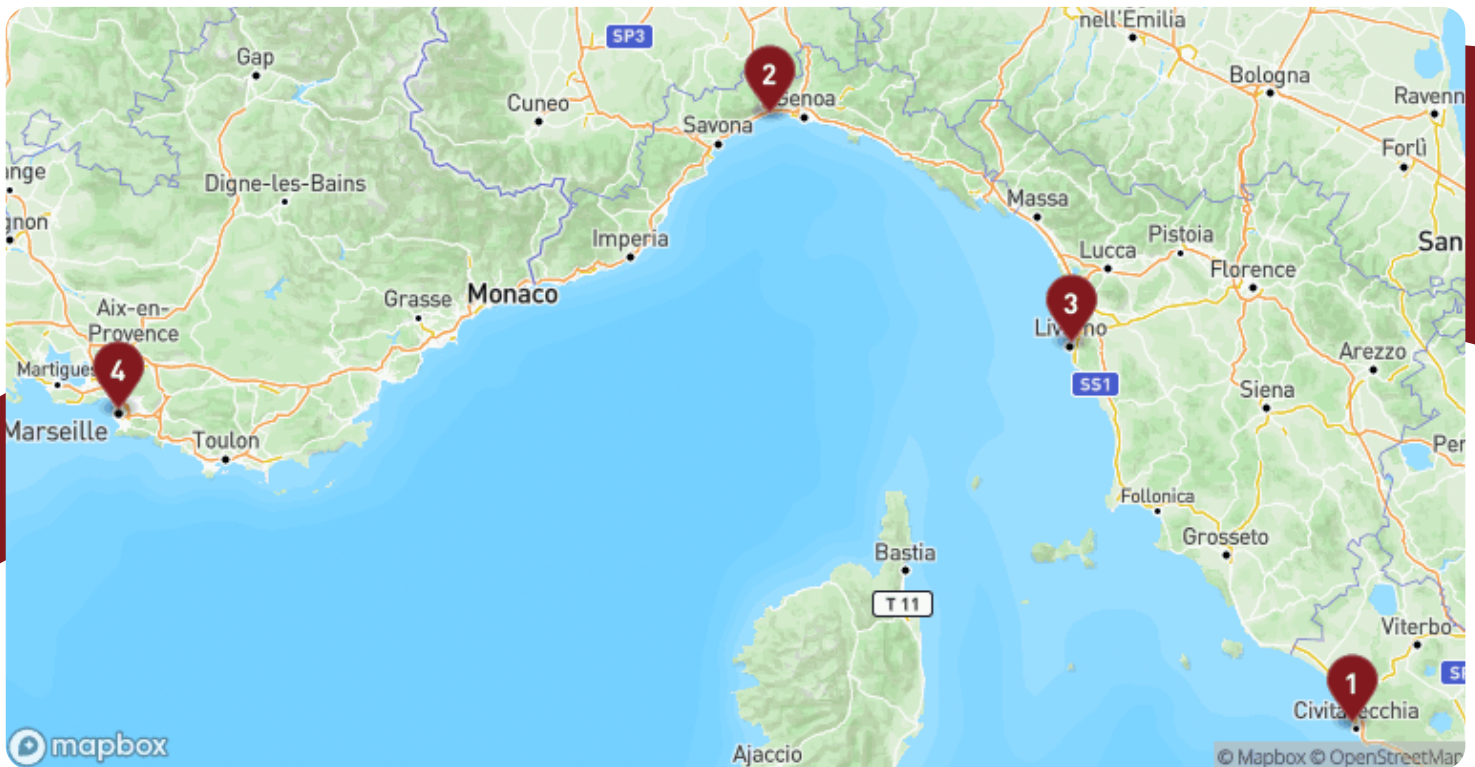 nell'Emilia
SP3
Gap
2
Bologna
Cuneo
Genoa
Ravenn
Savona
Forlì
ange
Digne-les-Bains
Massa
gnon
Imperia
Pistoia
San
Lucca
Florence
Grasse
Monaco
3
Aix-en-
Provence
Livorno
Arezzo
Martigues
4
SS1
Siena
Marseille
Toulon
Per
Follonica
Grosseto
Bastia
T 11
Viterbo
SP
1
Civitavecchia
mapbox
Ajaccio
© Mapbox © OpenStreetMap